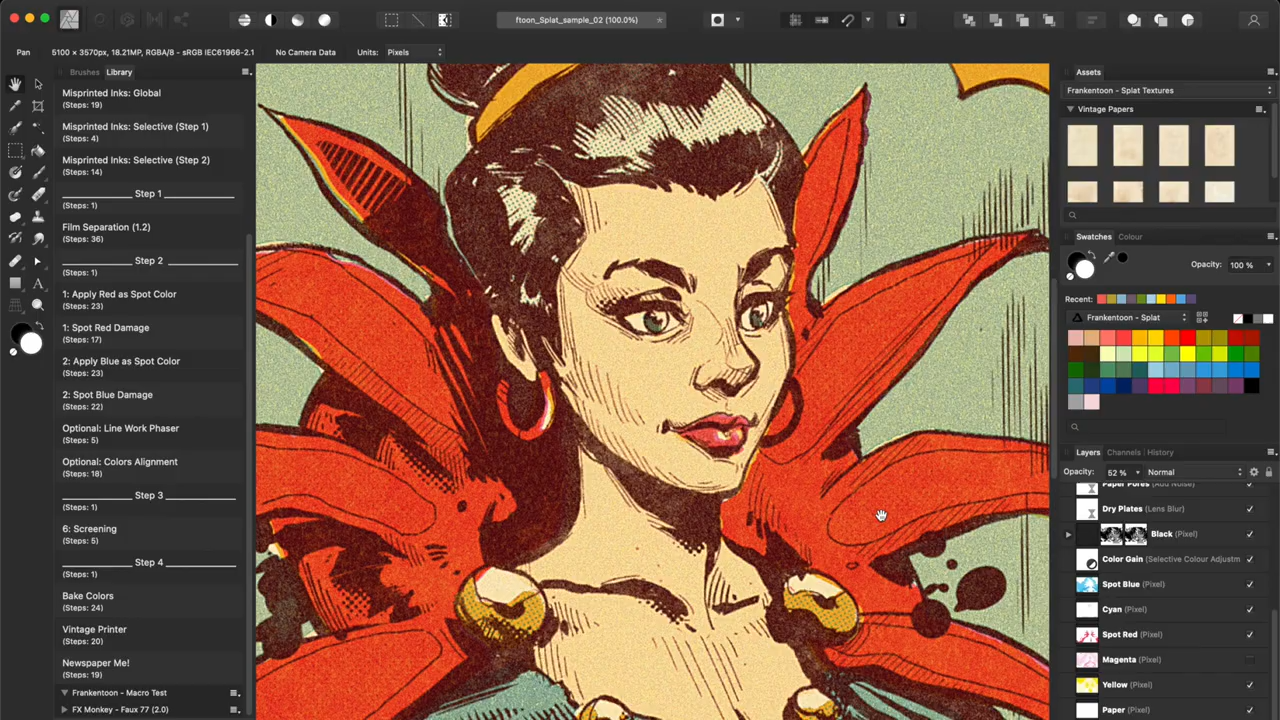 ftoon_Splat_sample_02 (100.0%)
Pan
5100 × 3570px, 18.21MP, RGBA/8 - sRGB IEC61966-2.1
No Camera Data
Units:
Pixels
Brushes
Library
Misprinted Inks: Global
(Steps: 19)
Misprinted Inks: Selective (Step 1)
(Steps: 4)
Misprinted Inks: Selective (Step 2)
(Steps: 14)
Step 1
(Steps: 1)
Film Separation (1.2)
(Steps: 36)
Step 2
(Steps: 1)
1: Apply Red as Spot Color
(Steps: 23)
1: Spot Red Damage
(Steps: 17)
2: Apply Blue as Spot Color
(Steps: 23)
2: Spot Blue Damage
(Steps: 22)
Optional: Line Work Phaser
(Steps: 5)
Optional: Colors Alignment
(Steps: 18)
Step 3
(Steps: 1)
6: Screening
(Steps: 5)
Step 4
(Steps: 1)
Bake Colors
(Steps: 24)
Vintage Printer
(Steps: 20)
Newspaper Me!
(Steps: 75)
Frankentoon - Macro Test
FX Monkey - Faux 77 (2.0)
Assets
Frankentoon - Splat Textures
Vintage Papers
Swatches
Colour
Opacity:
100 %
Recent:
Frankentoon - Splat
Layers
Channels
History
Opacity:
52 %
Normal
Paper Pores (Add Noise)
Dry Plates (Lens Blur)
Black (Pixel)
Color Gain (Selective Colour Adjustm
Spot Blue (Pixel)
Cyan (Pixel)
Spot Red (Pixel)
Magenta (Pixel)
Yellow (Pixel)
Paper (Pixel)